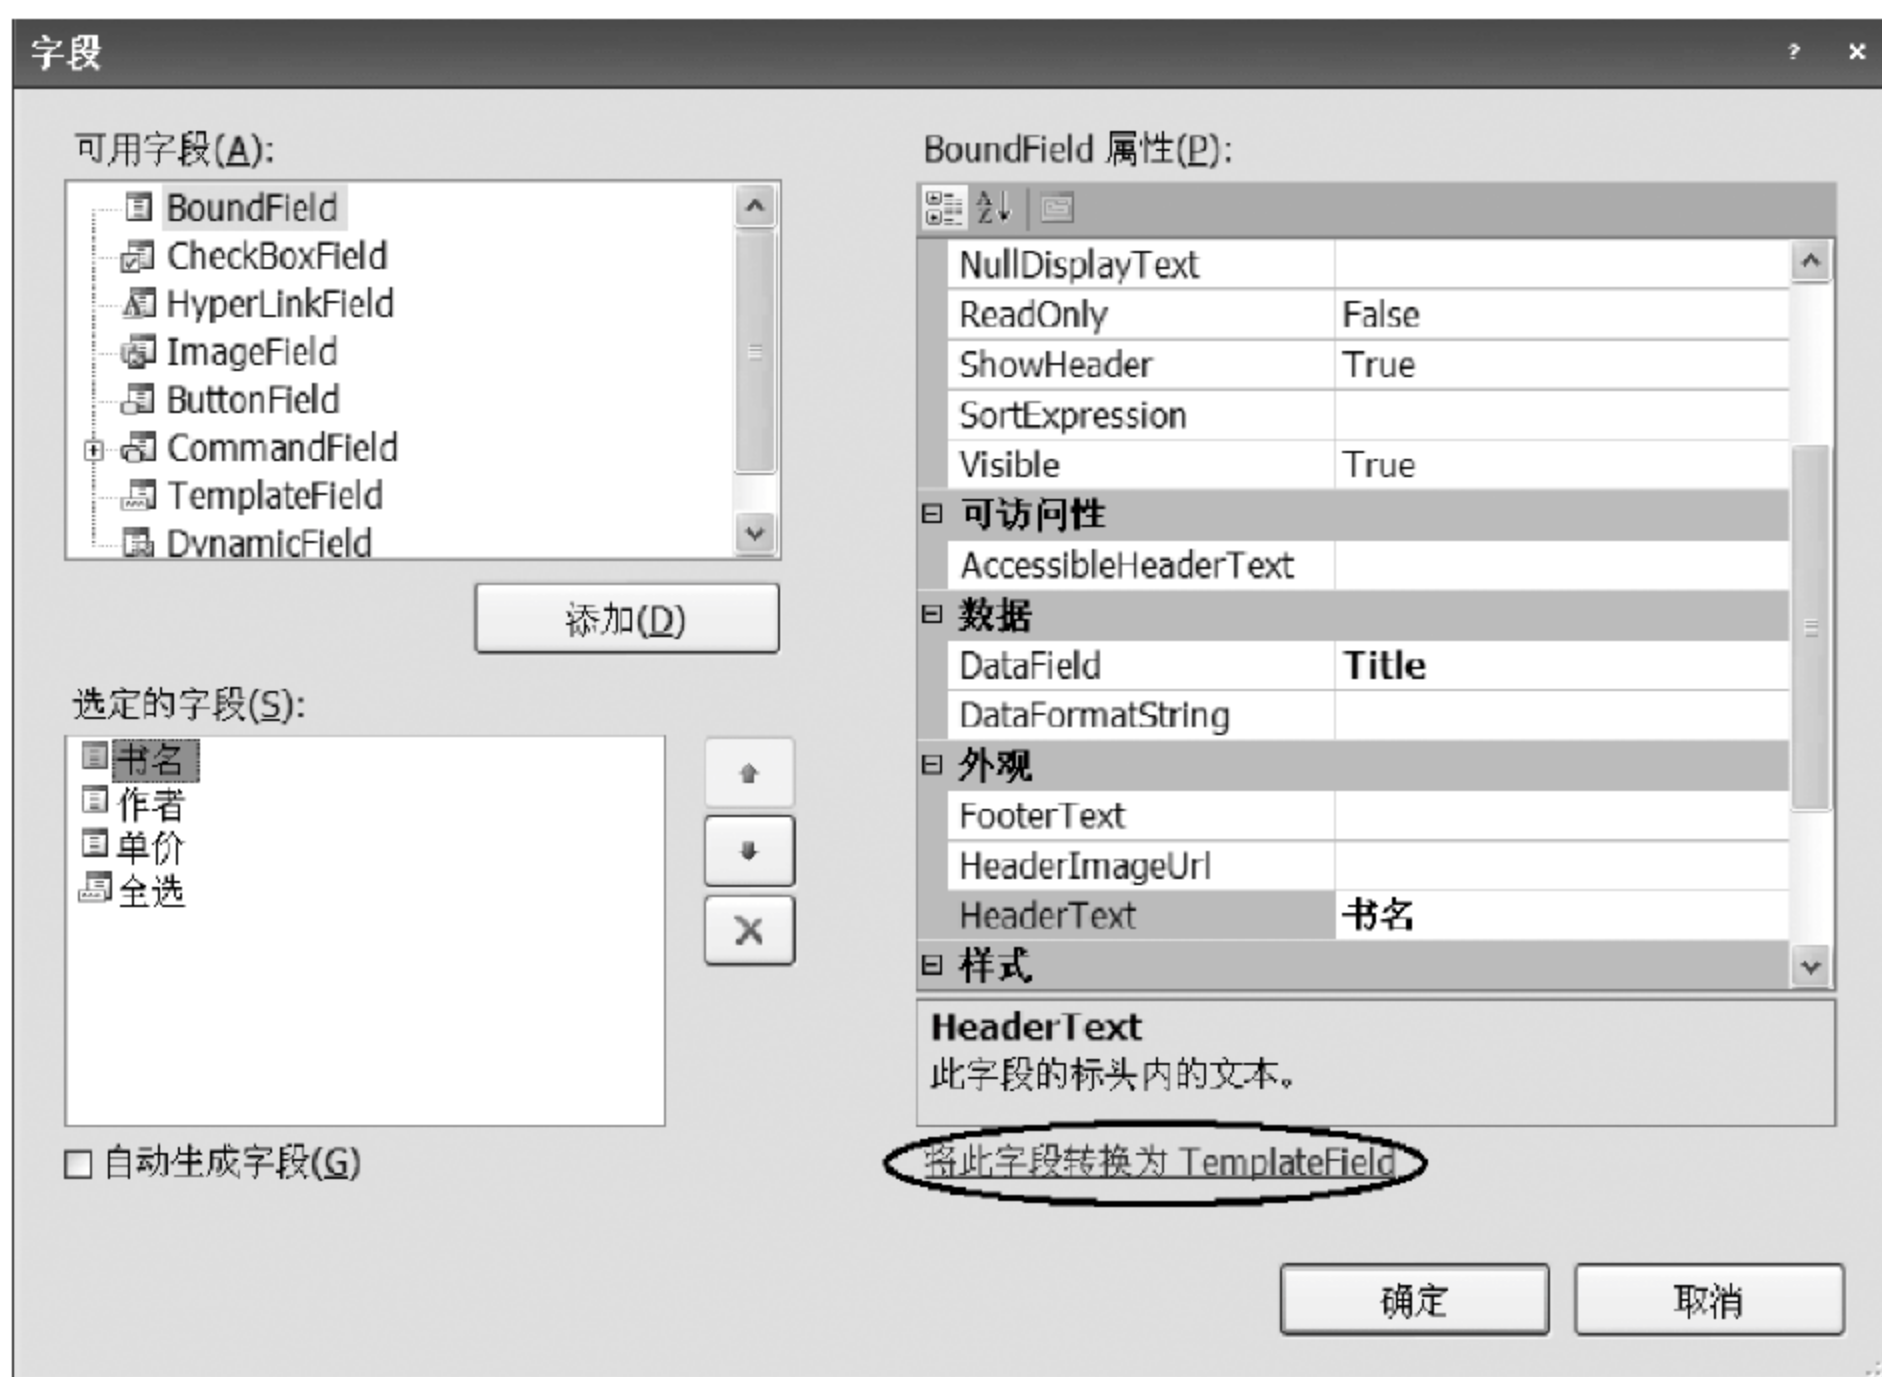 字段
可用字段(A):
BoundField
CheckBoxField
HyperLinkField
ImageField
ButtonField
CommandField
TemplateField
DynamicField
添加(D)
选定的字段(S):
书名
作者
单价
全选
自动生成字段(G)
BoundField 属性(P):
NullDisplayText
ReadOnly False
ShowHeader True
SortExpression
Visible True
可访问性
AccessibleHeaderText
数据
DataField Title
DataFormatString
外观
FooterText
HeaderImageUrl
HeaderText 书名
样式
HeaderText
此字段的标头内的文本。
将此字段转换为 TemplateField
确定
取消